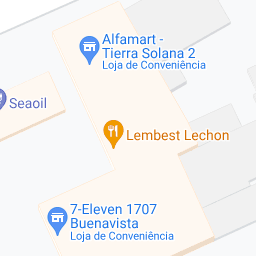 Alfamart -
Tierra Solana 2
Loja de Conveniência
Seaoil
Lembest Lechon
7-Eleven 1707
Buenavista
Loja de Conveniência